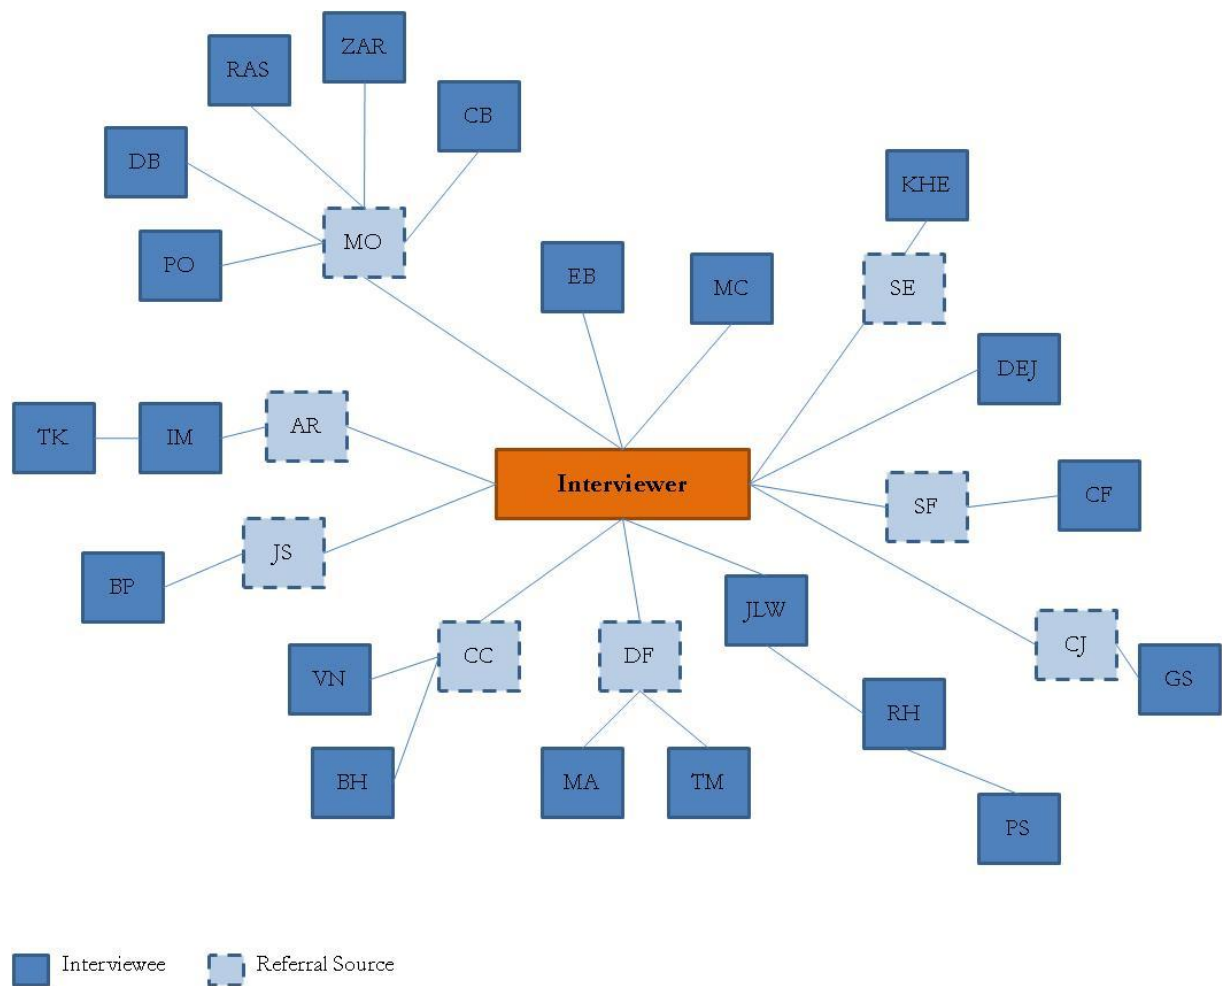 ZAR
RAS
CB
DB
KHE
MO
PO
EB
MC
SE
DEJ
AR
TK
IM
Interviewer
CF
SF
JS
BP
JLW
CJ
CC
DF
VN
GS
RH
BH
MA
TM
PS
Interviewee
Referral Source